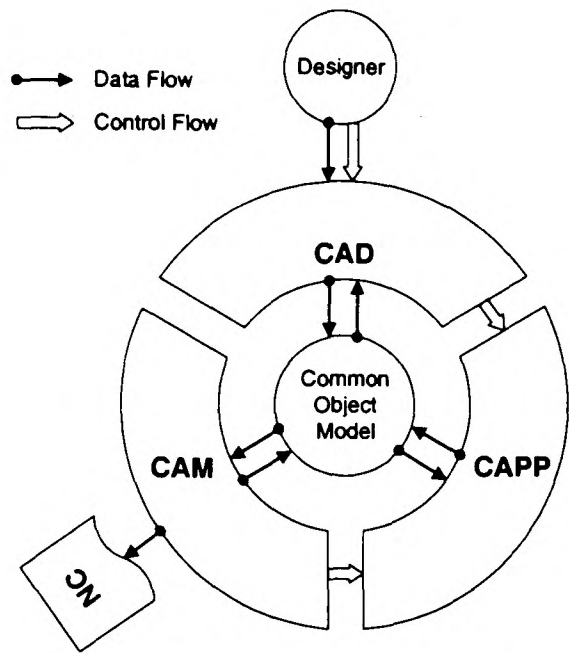 Designer
Data Flow
Control Flow
CAD
Common
Object
Model
CAM
CAPP
NC